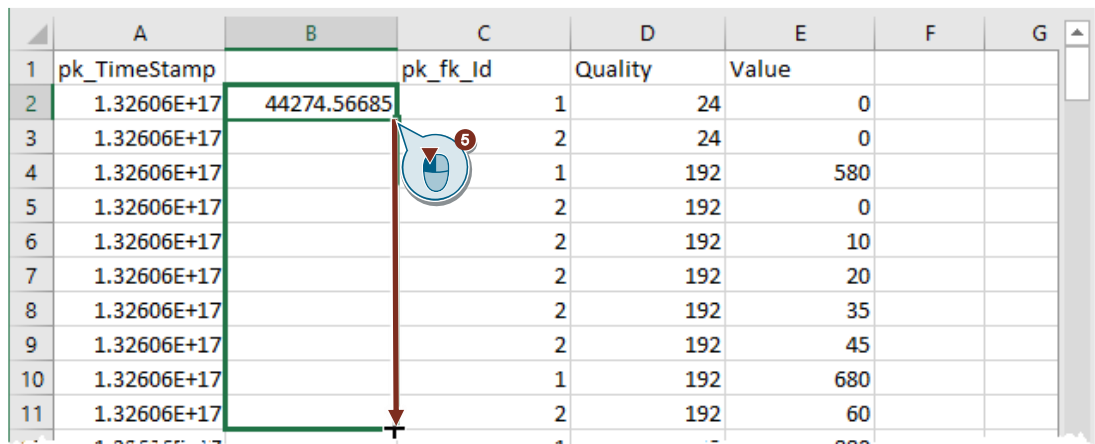 A B C D E F G
1 pk_TimeStamp pk_fk_Id Quality Value
2 1.32606E+17 44274.56685 1 24 0
5
3 1.32606E+17 2 24 0
4 1.32606E+17 1 192 580
5 1.32606E+17 2 192 0
6 1.32606E+17 2 192 10
7 1.32606E+17 2 192 20
8 1.32606E+17 2 192 35
9 1.32606E+17 2 192 45
10 1.32606E+17 1 192 680
11 1.32606E+17 2 192 60